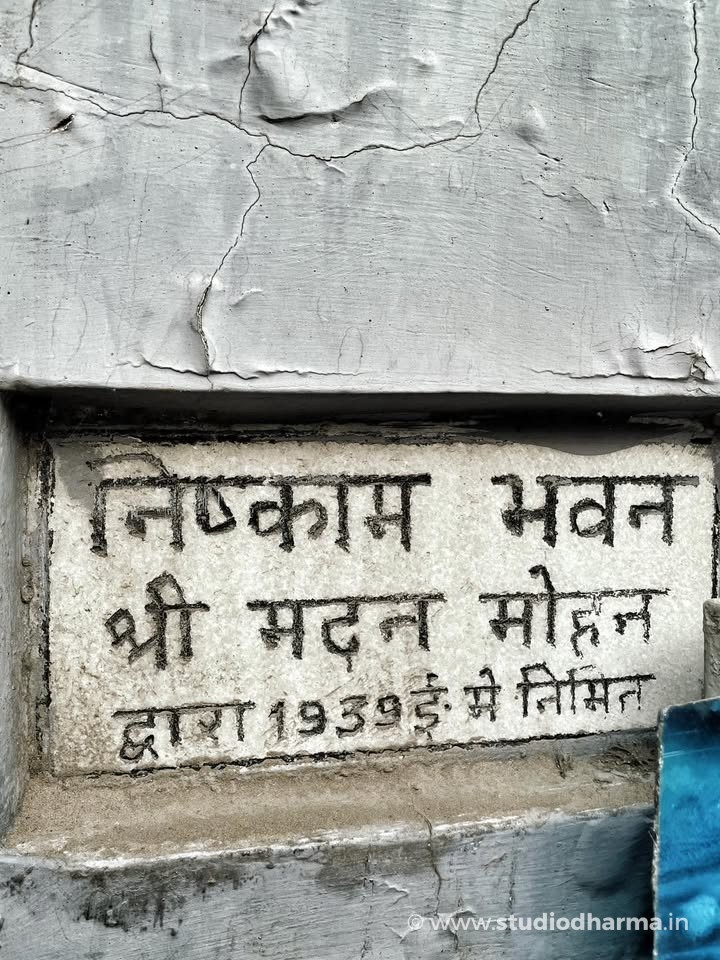 निष्काम भवन
श्री मदन मोहन
द्वारा 1939 ईं॰ मे निर्मित
© www.studiodharma.in